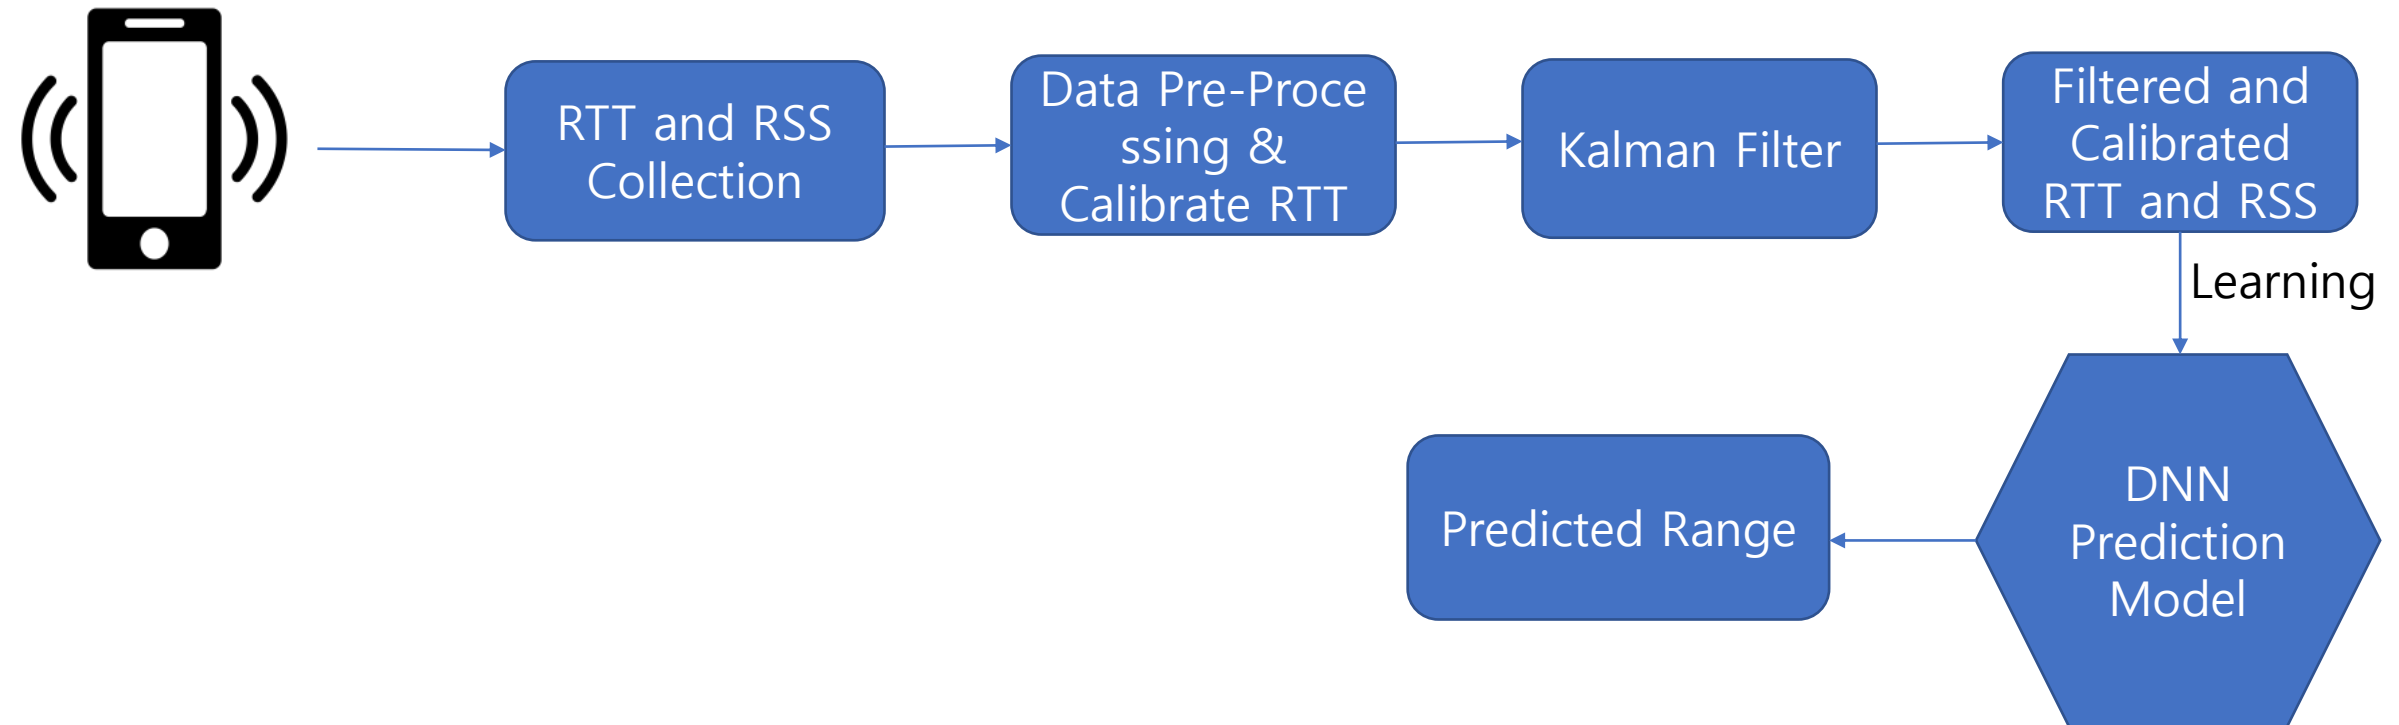 RTT and RSS
Collection
Data Pre-Proce
ssing &
Calibrate RTT
Kalman Filter
Filtered and
Calibrated
RTT and RSS
Learning
DNN
Prediction
Model
Predicted Range